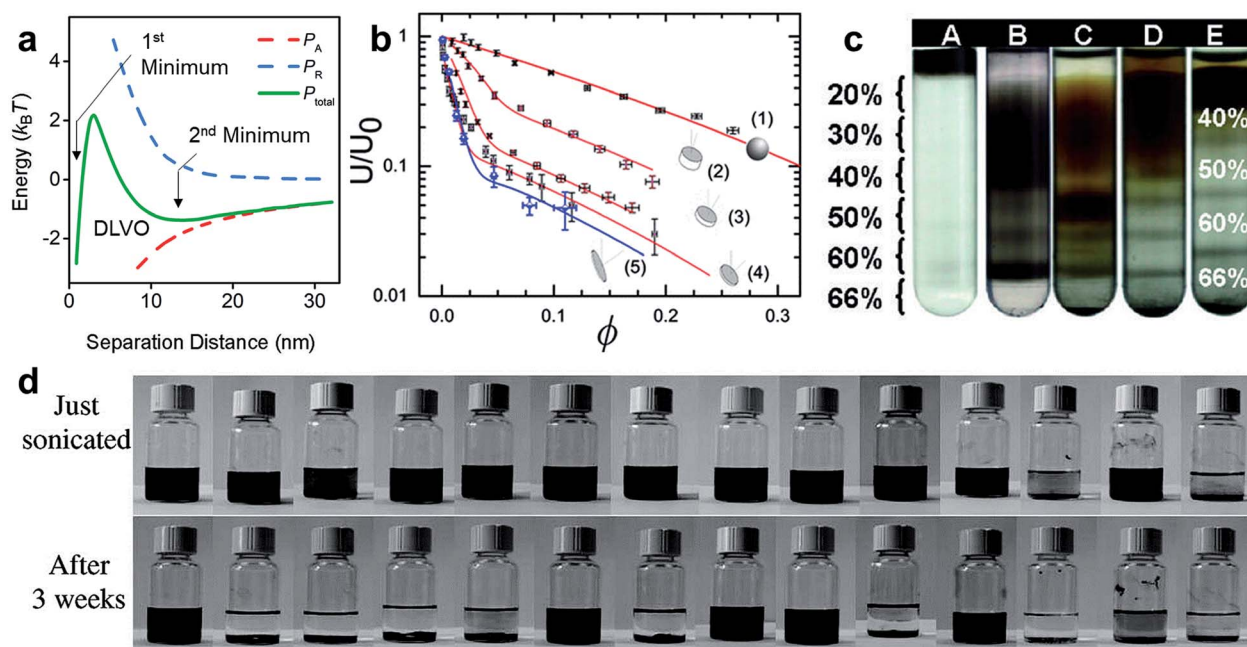 a
1st
Minimum
PA
PR
Ptotal
2nd Minimum
DLVO
Energy (kBT)
4
2
0
-2
0
10
20
30
Separation Distance (nm)
b
U/U0
1
0.1
0.01
0.0
0.1
0.2
0.3
ϕ
(1)
(2)
(3)
(4)
(5)
c
A B C D E
20%
30%
40%
50%
60%
66%
40%
50%
60%
66%
d
Just
sonicated
After
3 weeks